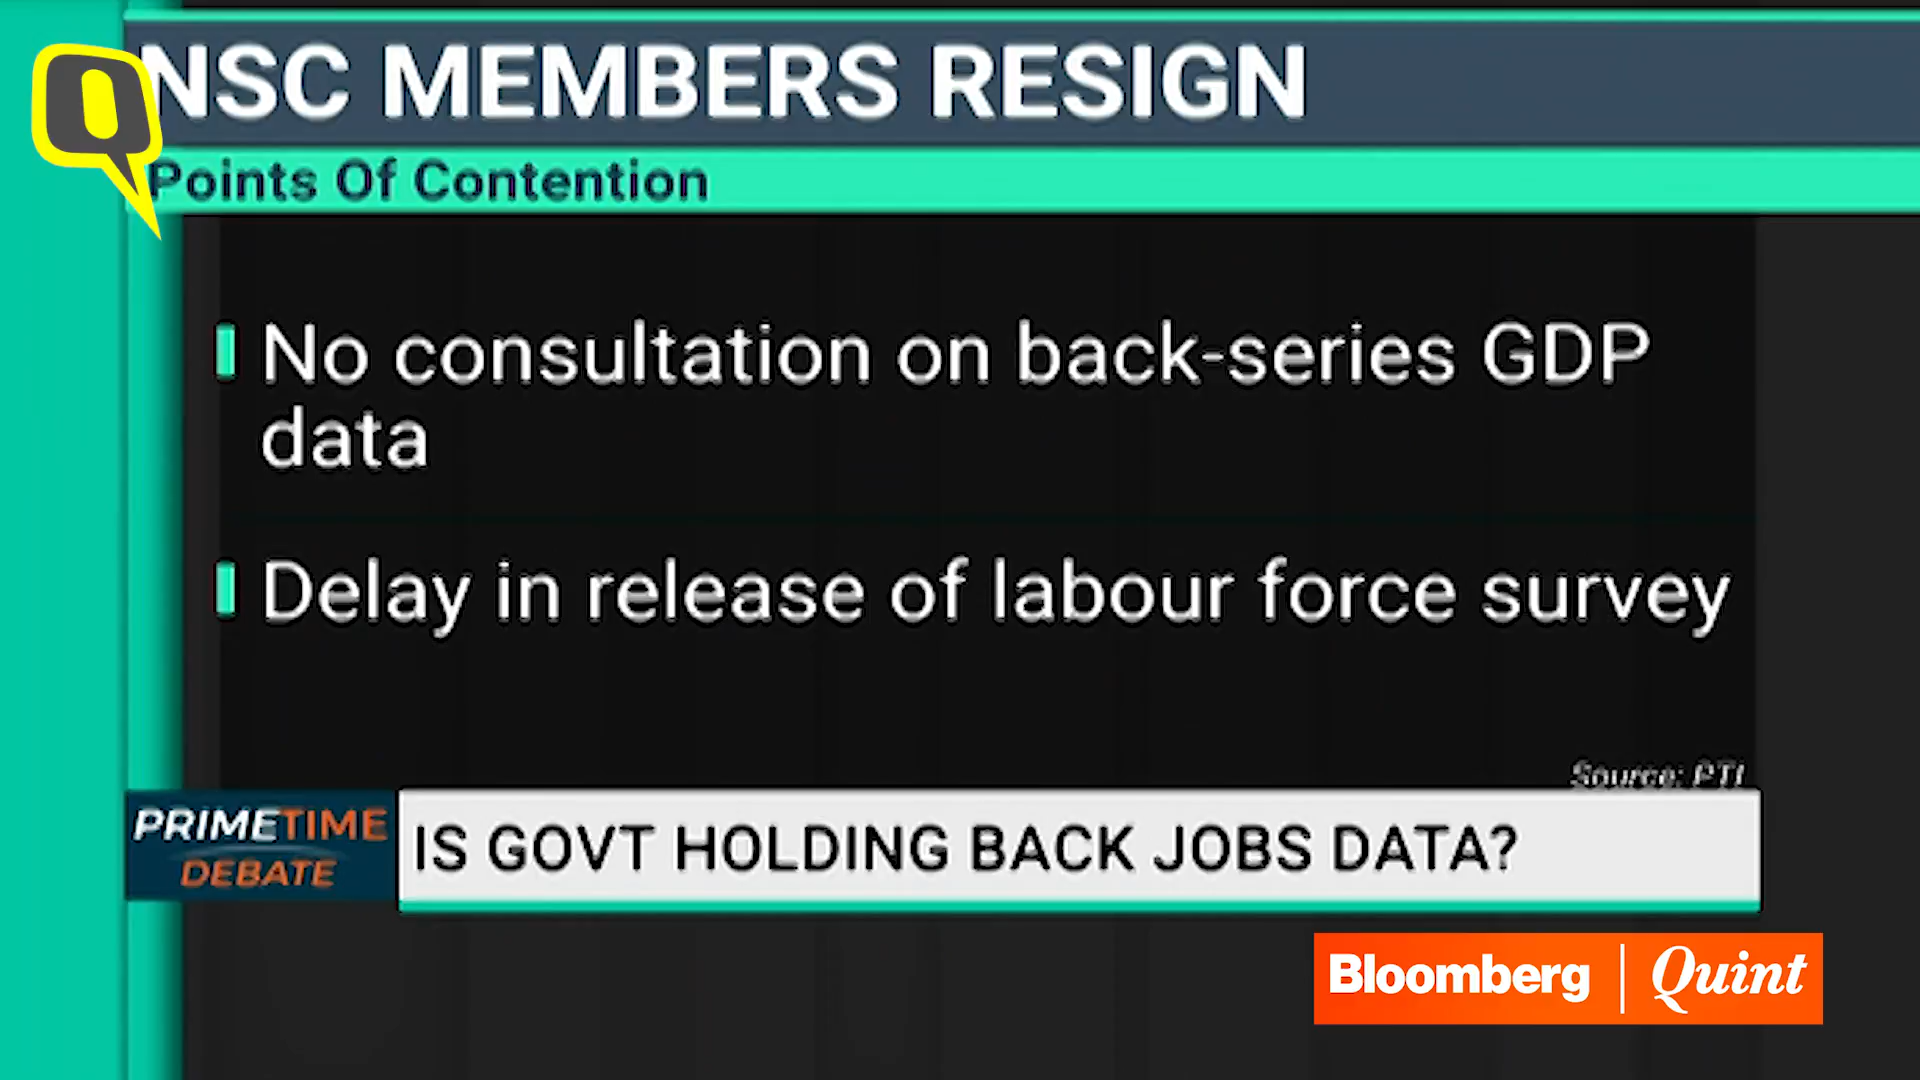 NSC MEMBERS RESIGN
Points Of Contention
No consultation on back-series GDP
data
Delay in release of labour force survey
Source: PTI
PRIMETIME
DEBATE
IS GOVT HOLDING BACK JOBS DATA?
Bloomberg | Quint